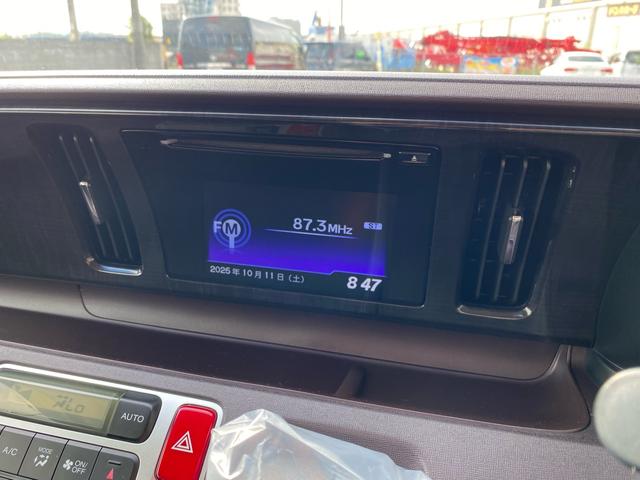 FM
87.3MHz
ST
2025年10月11日（土）
8 47
LO
AUTO
A/C
MODE
ON/OFF